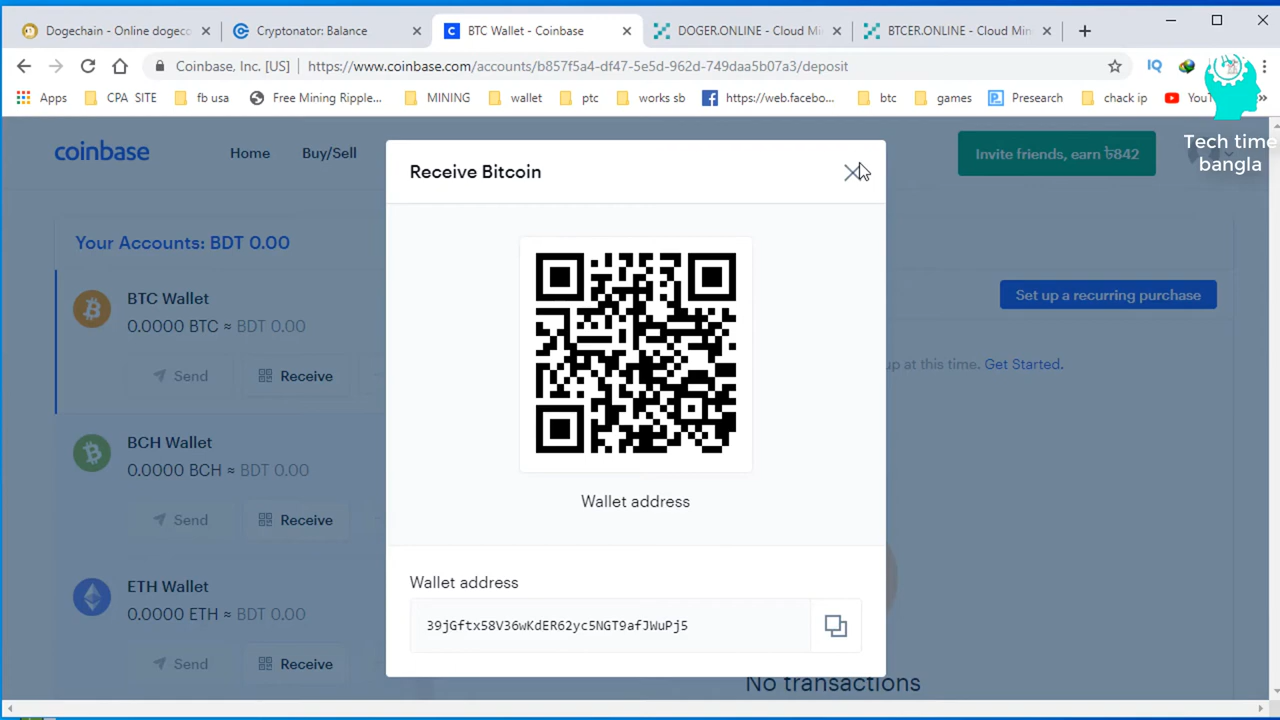 Dogechain - Online dogeco
Cryptonator: Balance
BTC Wallet - Coinbase
DOGER.ONLINE - Cloud Min
BTCER.ONLINE - Cloud Min
Coinbase, Inc. [US]
https://www.coinbase.com/accounts/b857f5a4-df47-5e5d-962d-749daa5b07a3/deposit
IQ
Apps
CPA SITE
fb usa
Free Mining Ripple...
MINING
wallet
ptc
works sb
https://web.facebo...
btc
games
Presearch
chack ip
YouT
Tech time
bangla
coinbase
Home
Buy/Sell
Invite friends, earn ৳842
Receive Bitcoin
Your Accounts: BDT 0.00
BTC Wallet
0.0000 BTC ≈ BDT 0.00
Send
Receive
Set up a recurring purchase
up at this time. Get Started.
BCH Wallet
0.0000 BCH ≈ BDT 0.00
Send
Receive
Wallet address
ETH Wallet
0.0000 ETH ≈ BDT 0.00
Send
Receive
Wallet address
39jGftx58V36wKdER62yc5NGT9afJWuPj5
No transactions